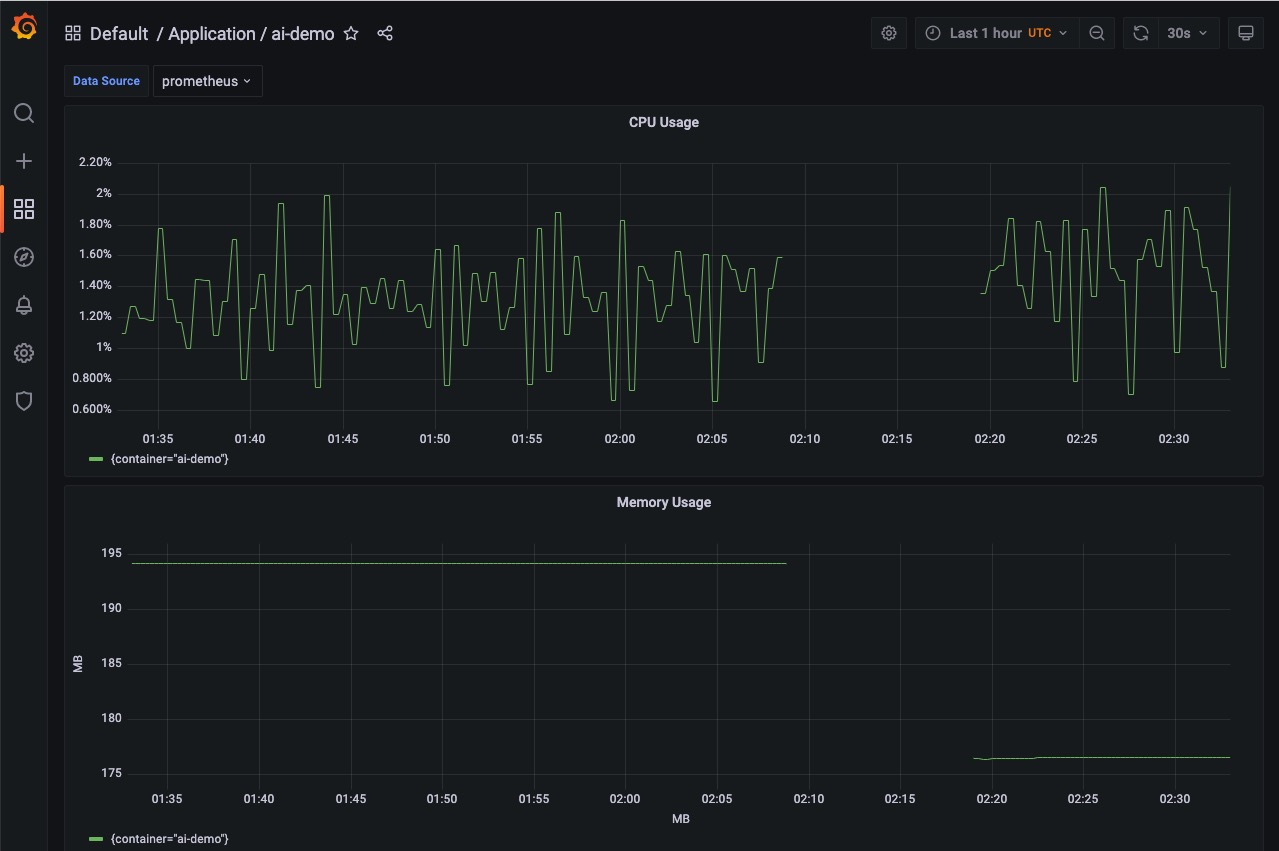 Default / Application / ai-demo
Last 1 hour UTC
30s
Data Source
prometheus
CPU Usage
2.20%
2%
1.80%
1.60%
1.40%
1.20%
1%
0.800%
0.600%
01:35 01:40 01:45 01:50 01:55 02:00 02:05 02:10 02:15 02:20 02:25 02:30
{container="ai-demo"}
Memory Usage
195
190
185
180
175
MB
01:35 01:40 01:45 01:50 01:55 02:00 02:05 02:10 02:15 02:20 02:25 02:30
MB
{container="ai-demo"}